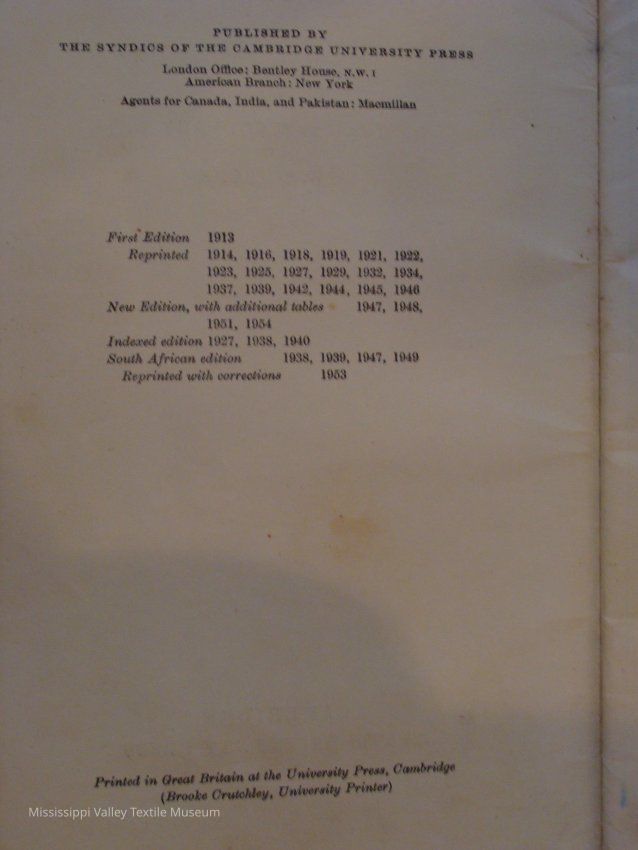 PUBLISHED BY
THE SYNDICS OF THE CAMBRIDGE UNIVERSITY PRESS
London Office: Bentley House, N.W. 1
American Branch: New York
Agents for Canada, India, and Pakistan: Macmillan
First Edition 1913
Reprinted 1914, 1916, 1918, 1919, 1921, 1922,
1923, 1925, 1927, 1929, 1932, 1934,
1937, 1939, 1942, 1944, 1945, 1946
New Edition, with additional tables 1947, 1948,
1951, 1954
Indexed edition 1927, 1938, 1940
South African edition 1938, 1939, 1947, 1949
Reprinted with corrections 1953
Printed in Great Britain at the University Press, Cambridge
(Brooke Crutchley, University Printer)
Mississippi Valley Textile Museum